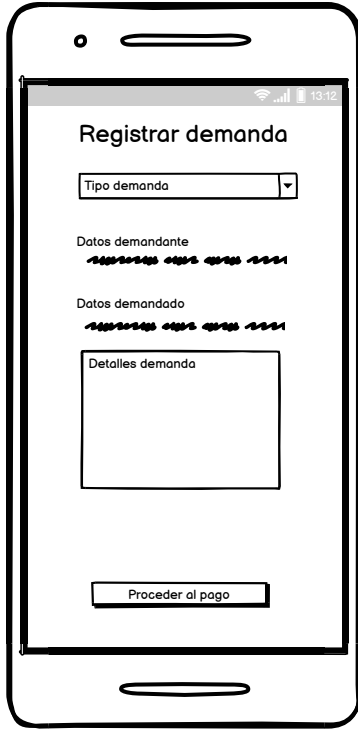 13:12
Registrar demanda
Tipo demanda
Datos demandante
Datos demandado
Detalles demanda
Proceder al pago